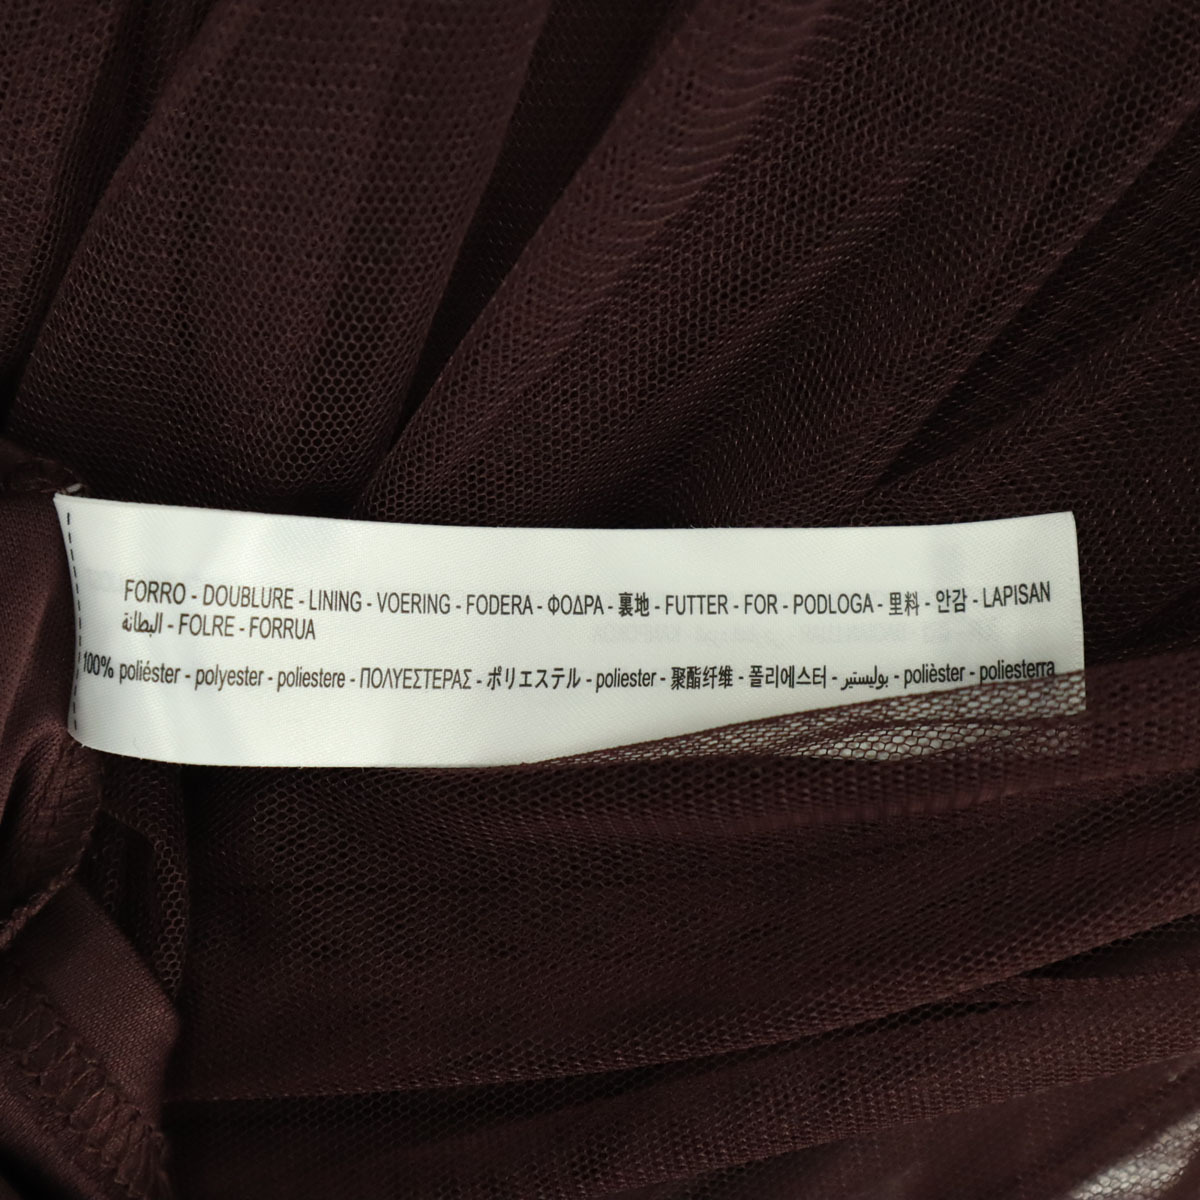 FORRO - DOUBLURE - LINING - VOERING - FODERA - ΦΟΔΡΑ - 裏地 - FUTTER - FOR - PODLOGA - 里料 - 안감 - LAPISAN
البطانة - FOLRE - FORRUA
100% poliéster - polyester - poliestere - ΠΟΛΥΕΣΤΕΡΑΣ - ポリエステル - poliester - 聚酯纤维 - 폴리에스터 - بوليستير - polièster - poliesterra